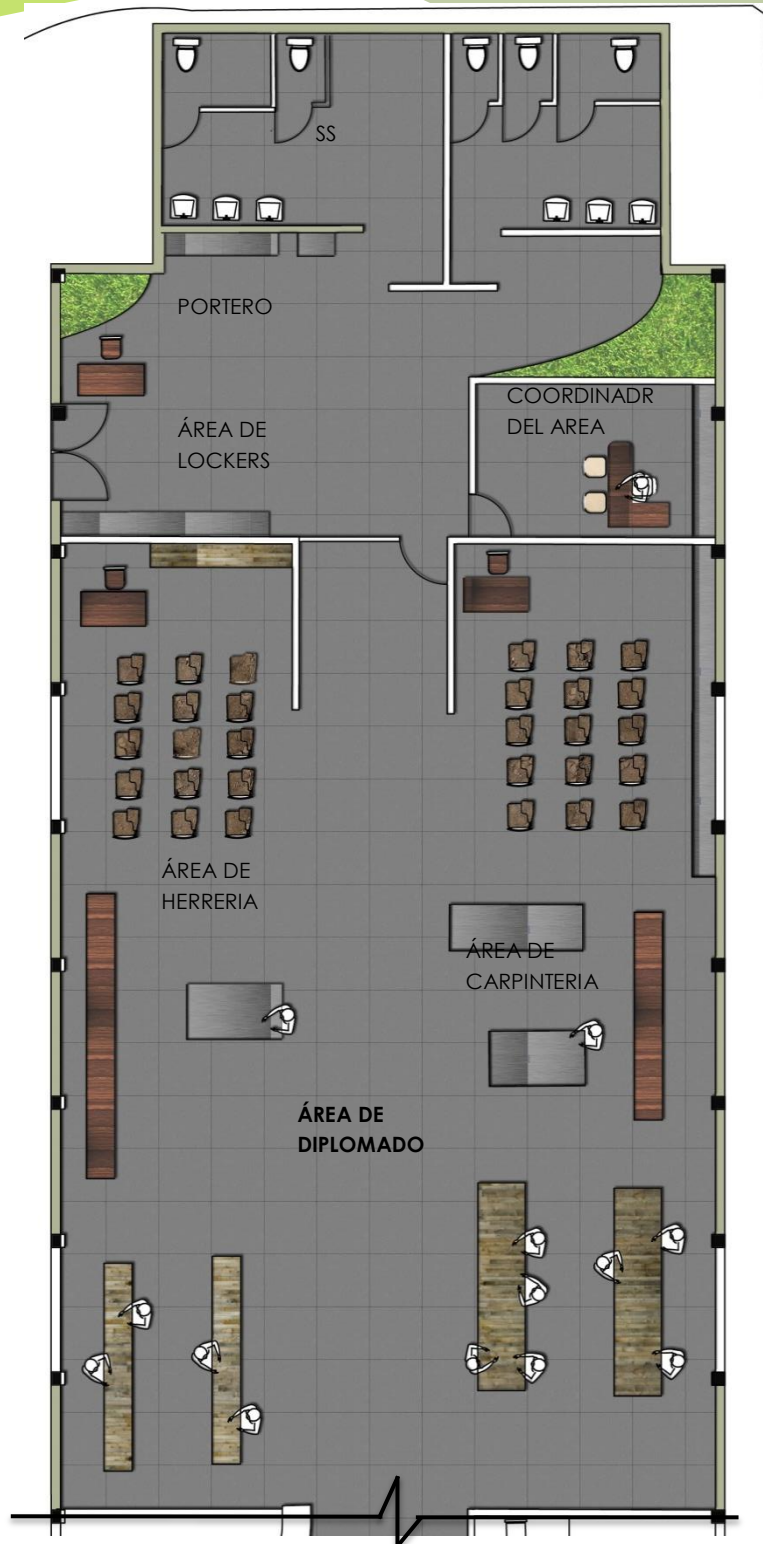 SS
PORTERO
ÁREA DE
LOCKERS
COORDINADR
DEL AREA
ÁREA DE
HERRERIA
ÁREA DE
CARPINTERIA
ÁREA DE
DIPLOMADO